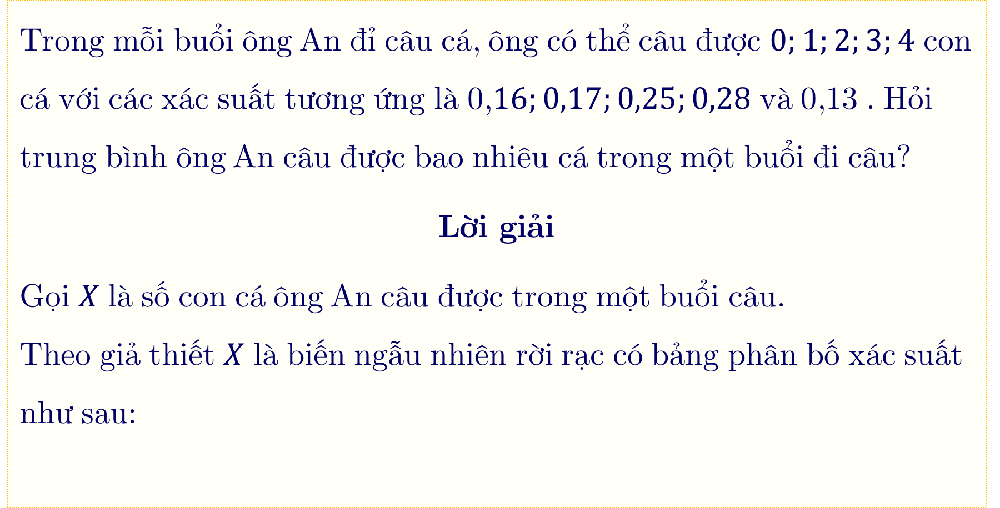 Trong mỗi buổi ông An đỉ câu cá, ông có thể câu được 0; 1; 2; 3; 4 con
cá với các xác suất tương ứng là 0,16; 0,17; 0,25; 0,28 và 0,13 . Hỏi
trung bình ông An câu được bao nhiêu cá trong một buổi đi câu?
Lời giải
Gọi X là số con cá ông An câu được trong một buổi câu.
Theo giả thiết X là biến ngẫu nhiên rời rạc có bảng phân bố xác suất
như sau: